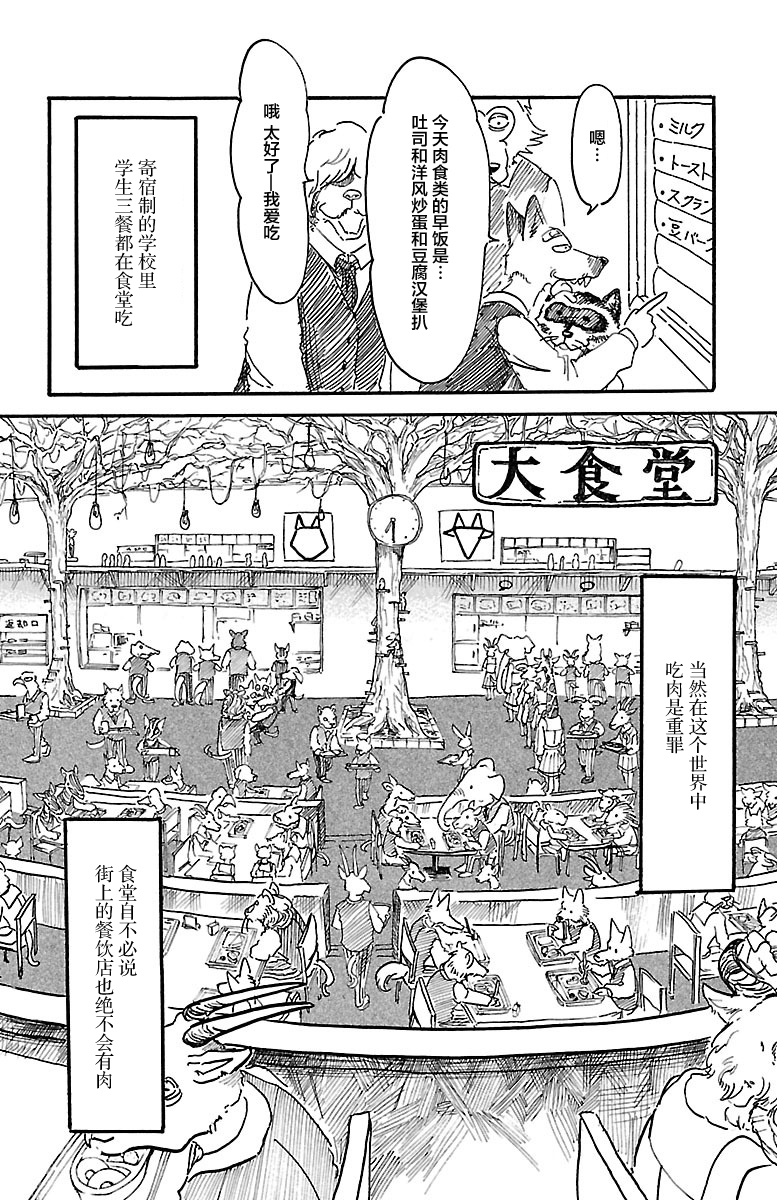 ・ミルク
・トースト
・スクラン
・豆バーグ
嗯…
今天肉食类的早饭是…
吐司和洋风炒蛋和豆腐汉堡扒
哦 太好了—我爱吃
寄宿制的学校里
学生三餐都在食堂吃
大食堂
返却口
当然在这个世界中
吃肉是重罪
食堂自不必说
街上的餐饮店也绝不会有肉